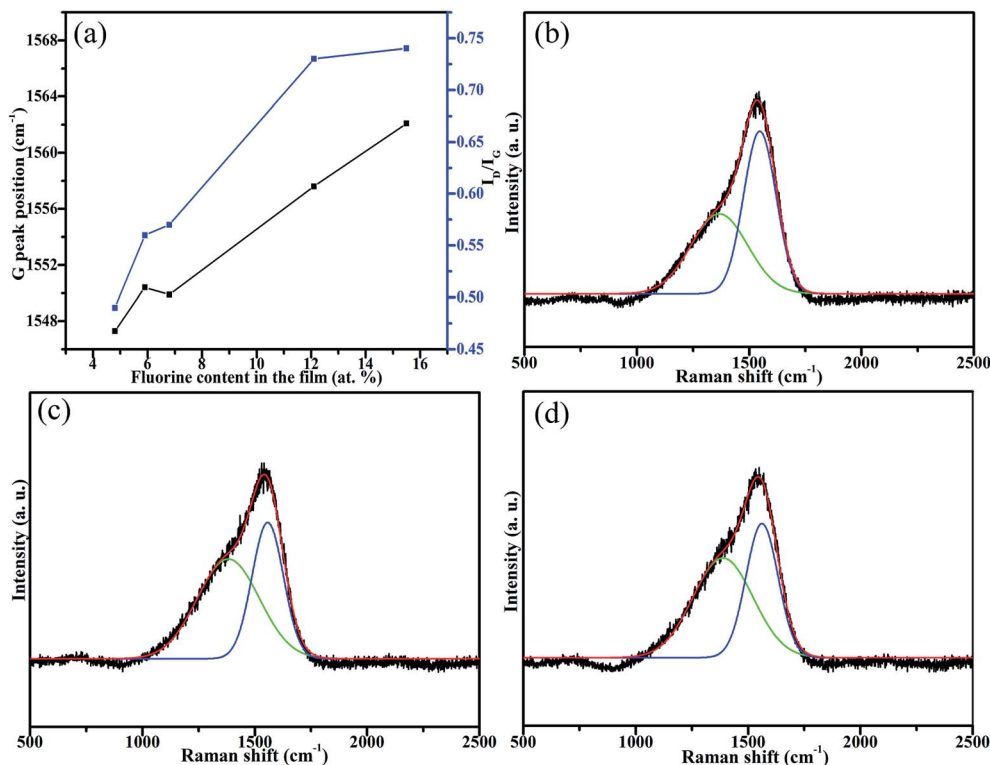 (a)
G peak position (cm⁻¹)
1568
1564
1560
1556
1552
1548
4 6 8 10 12 14 16
Fluorine content in the film (at. %)
0.75
0.70
0.65
0.60
0.55
0.50
0.45
I_D/I_G
(b)
Intensity (a. u.)
500 1000 1500 2000 2500
Raman shift (cm⁻¹)
(c)
Intensity (a. u.)
500 1000 1500 2000 2500
Raman shift (cm⁻¹)
(d)
Intensity (a. u.)
500 1000 1500 2000 2500
Raman shift (cm⁻¹)